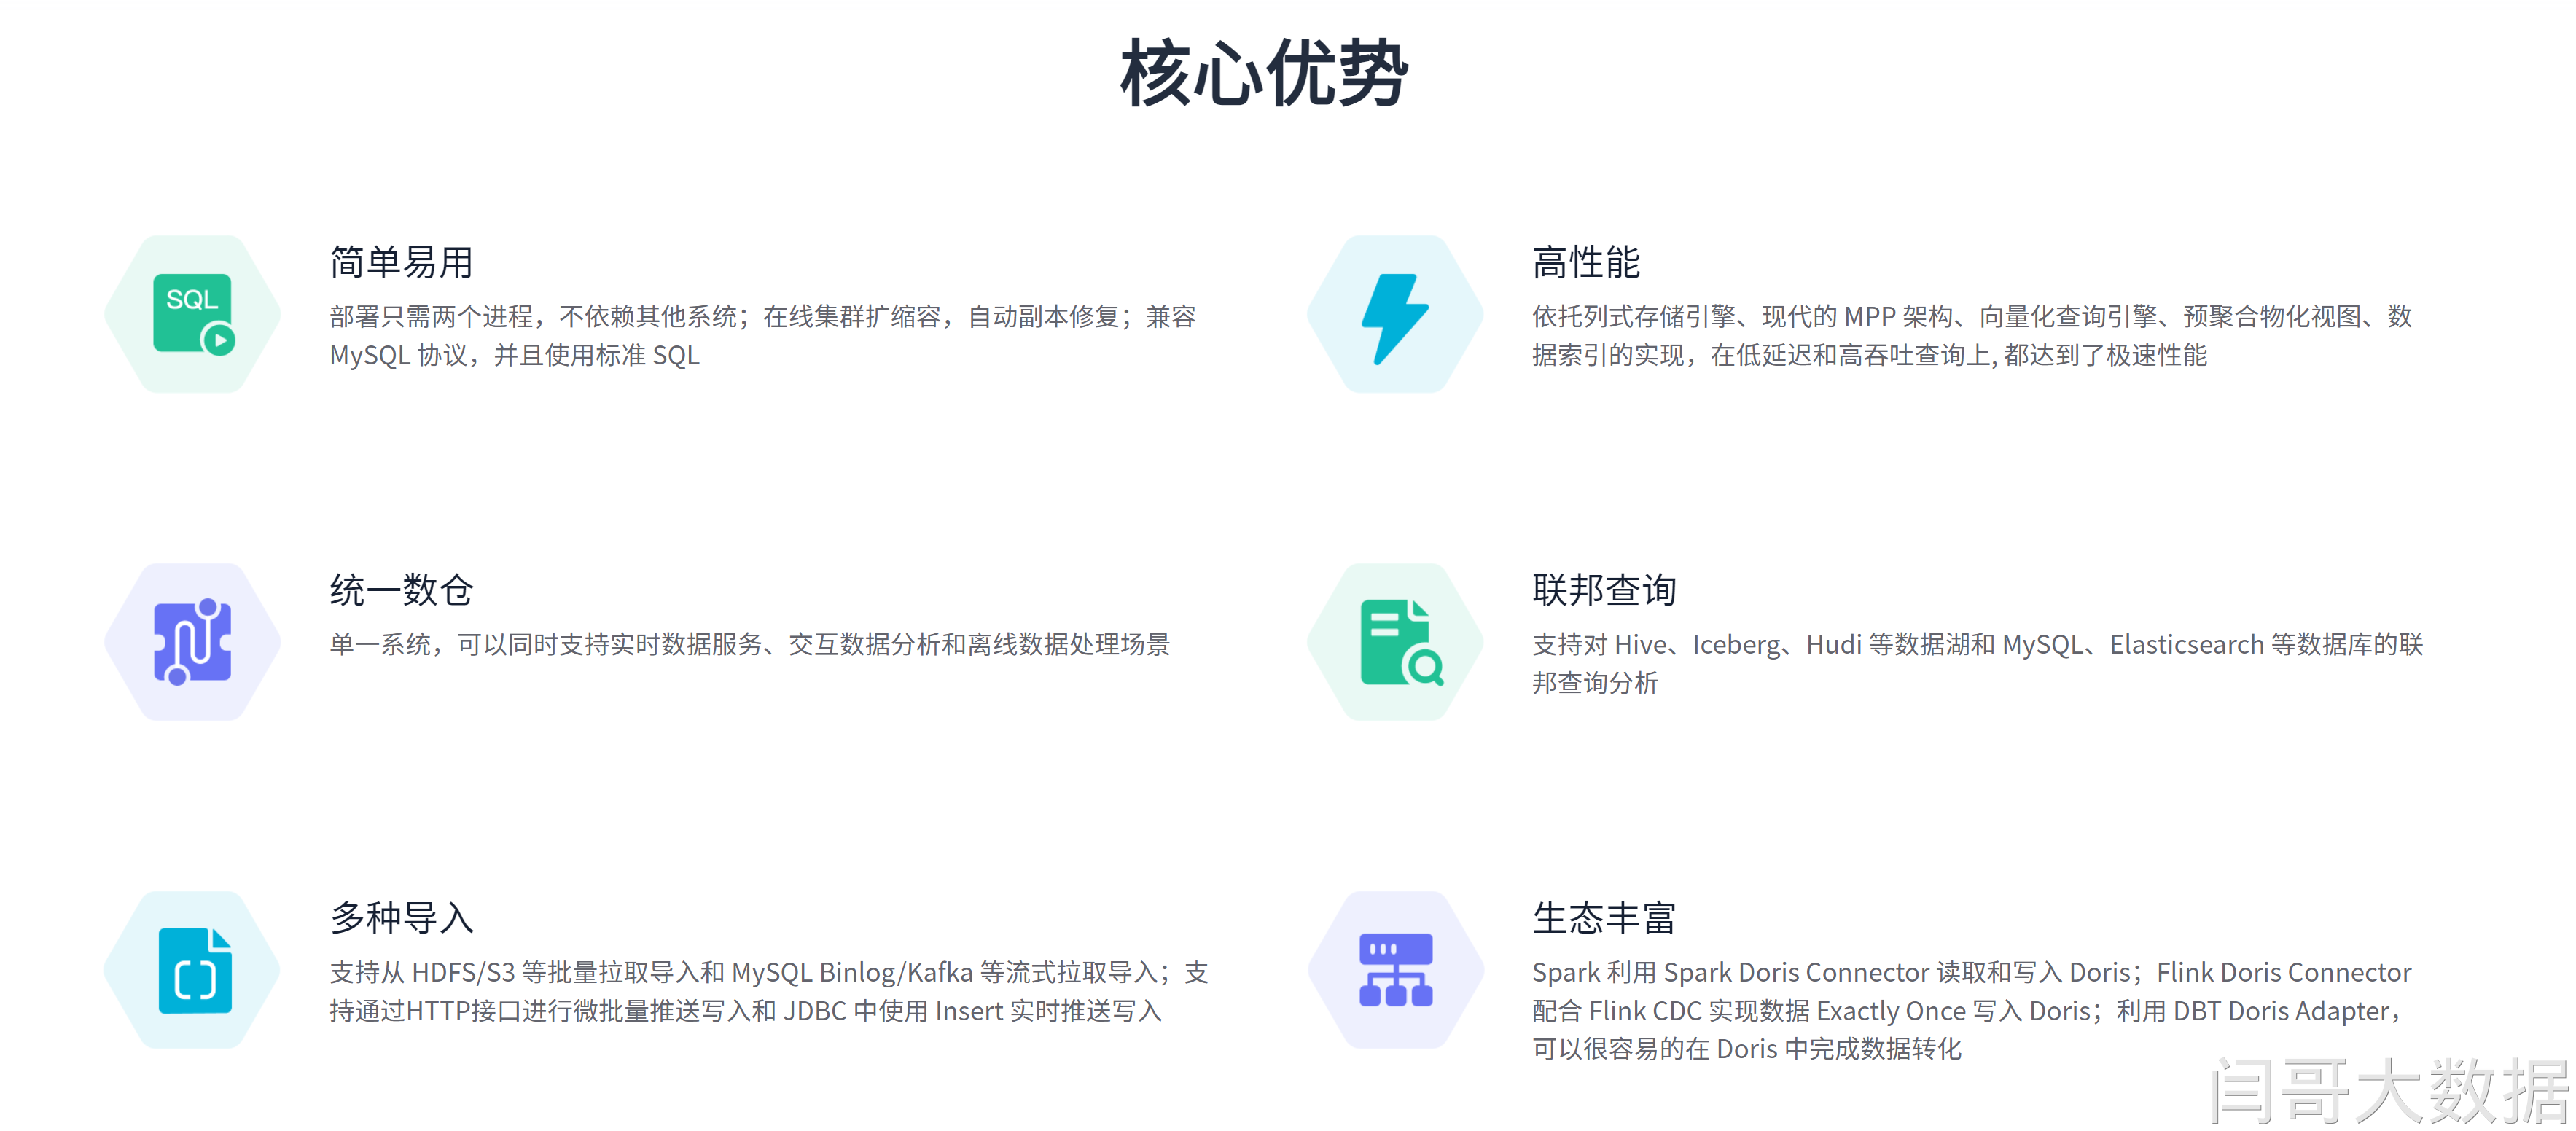 核心优势
SQL
简单易用
部署只需两个进程，不依赖其他系统；在线集群扩缩容，自动副本修复；兼容
MySQL 协议，并且使用标准 SQL
高性能
依托列式存储引擎、现代的 MPP 架构、向量化查询引擎、预聚合物化视图、数
据索引的实现，在低延迟和高吞吐查询上, 都达到了极速性能
统一数仓
单一系统，可以同时支持实时数据服务、交互数据分析和离线数据处理场景
联邦查询
支持对 Hive、Iceberg、Hudi 等数据湖和 MySQL、Elasticsearch 等数据库的联
邦查询分析
多种导入
支持从 HDFS/S3 等批量拉取导入和 MySQL Binlog/Kafka 等流式拉取导入；支
持通过HTTP接口进行微批量推送写入和 JDBC 中使用 Insert 实时推送写入
生态丰富
Spark 利用 Spark Doris Connector 读取和写入 Doris；Flink Doris Connector
配合 Flink CDC 实现数据 Exactly Once 写入 Doris；利用 DBT Doris Adapter，
可以很容易的在 Doris 中完成数据转化
闫哥大数据